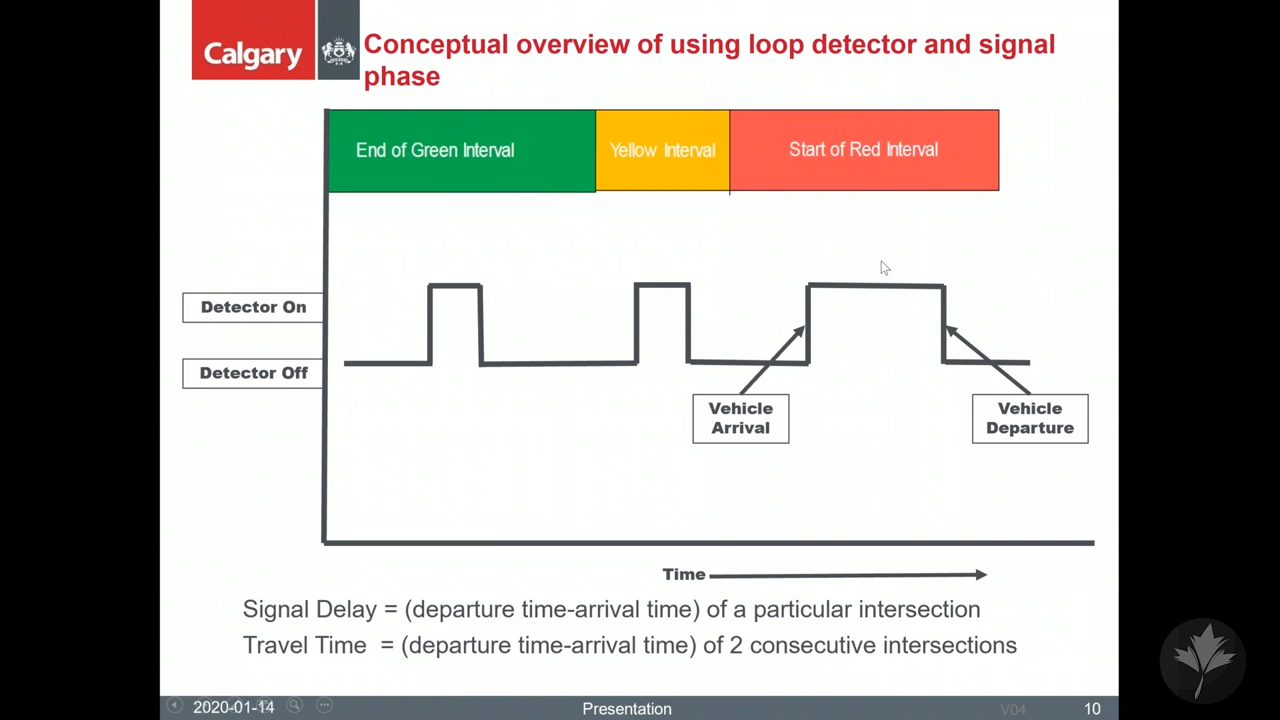 Calgary
Conceptual overview of using loop detector and signal
phase
End of Green Interval
Yellow Interval
Start of Red Interval
Detector On
Detector Off
Vehicle
Arrival
Vehicle
Departure
Time
Signal Delay = (departure time-arrival time) of a particular intersection
Travel Time = (departure time-arrival time) of 2 consecutive intersections
2020-01-14
Presentation
V04
10